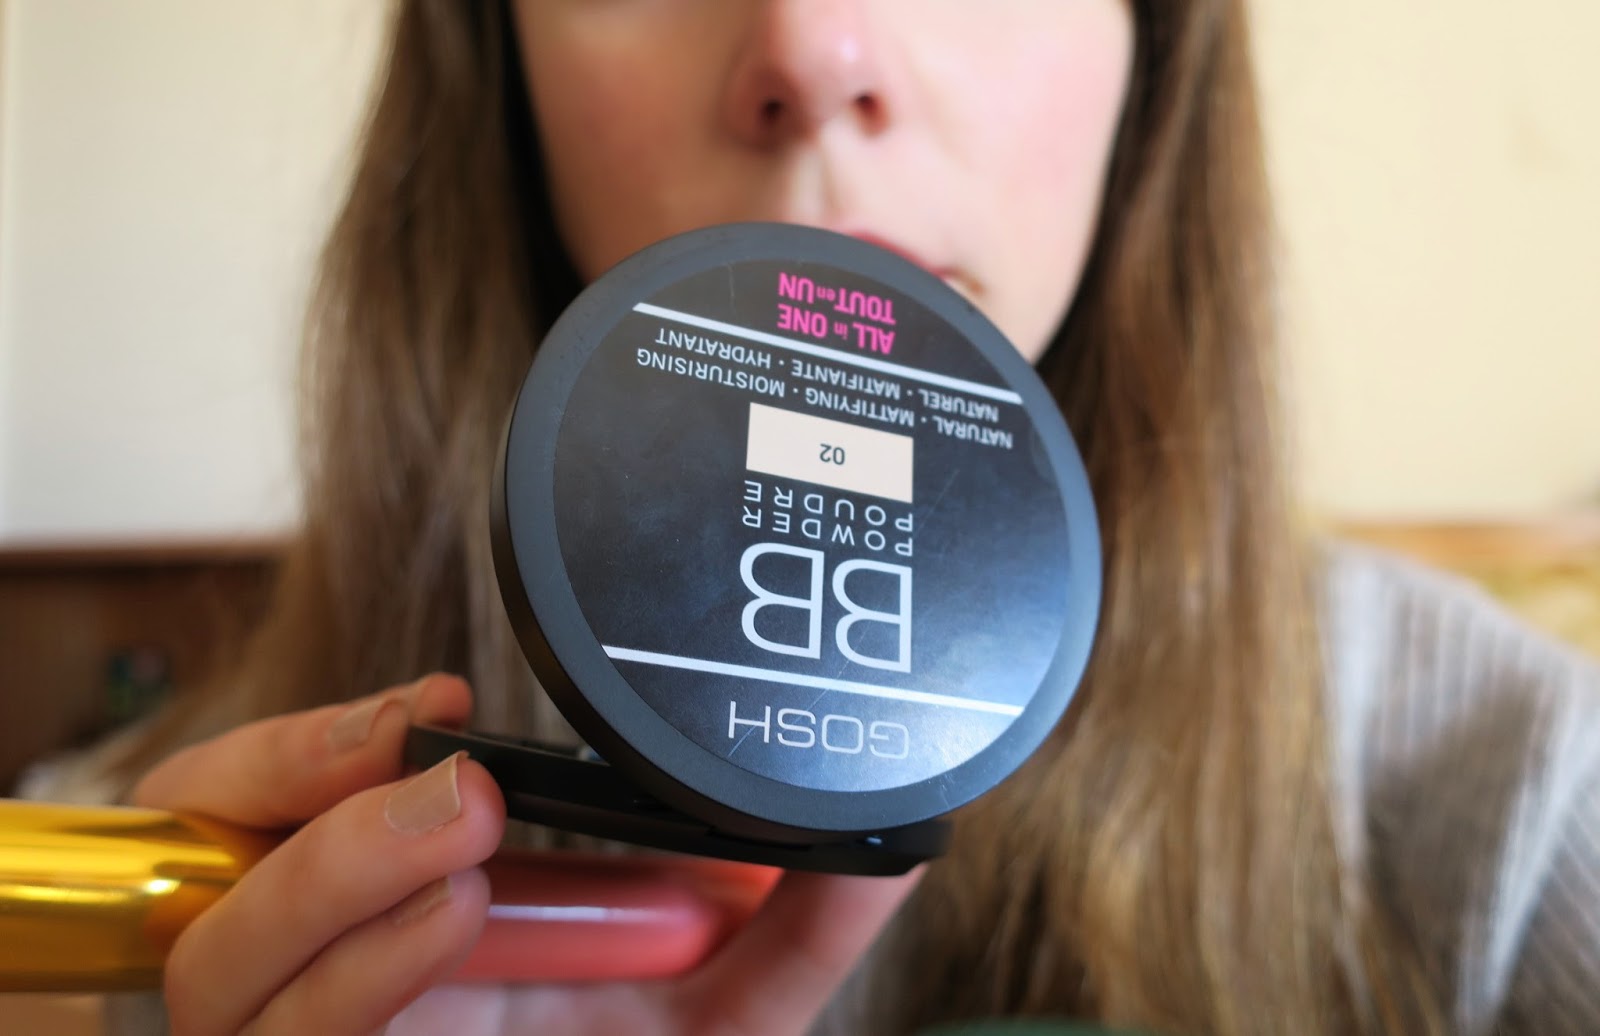 GOSH
BB
POWDER
POUDRE
02
NATURAL · MATTIFYING · MOISTURISING
NATUREL · MATIFIANTE · HYDRATANT
ALL in ONE
TOUT en UN